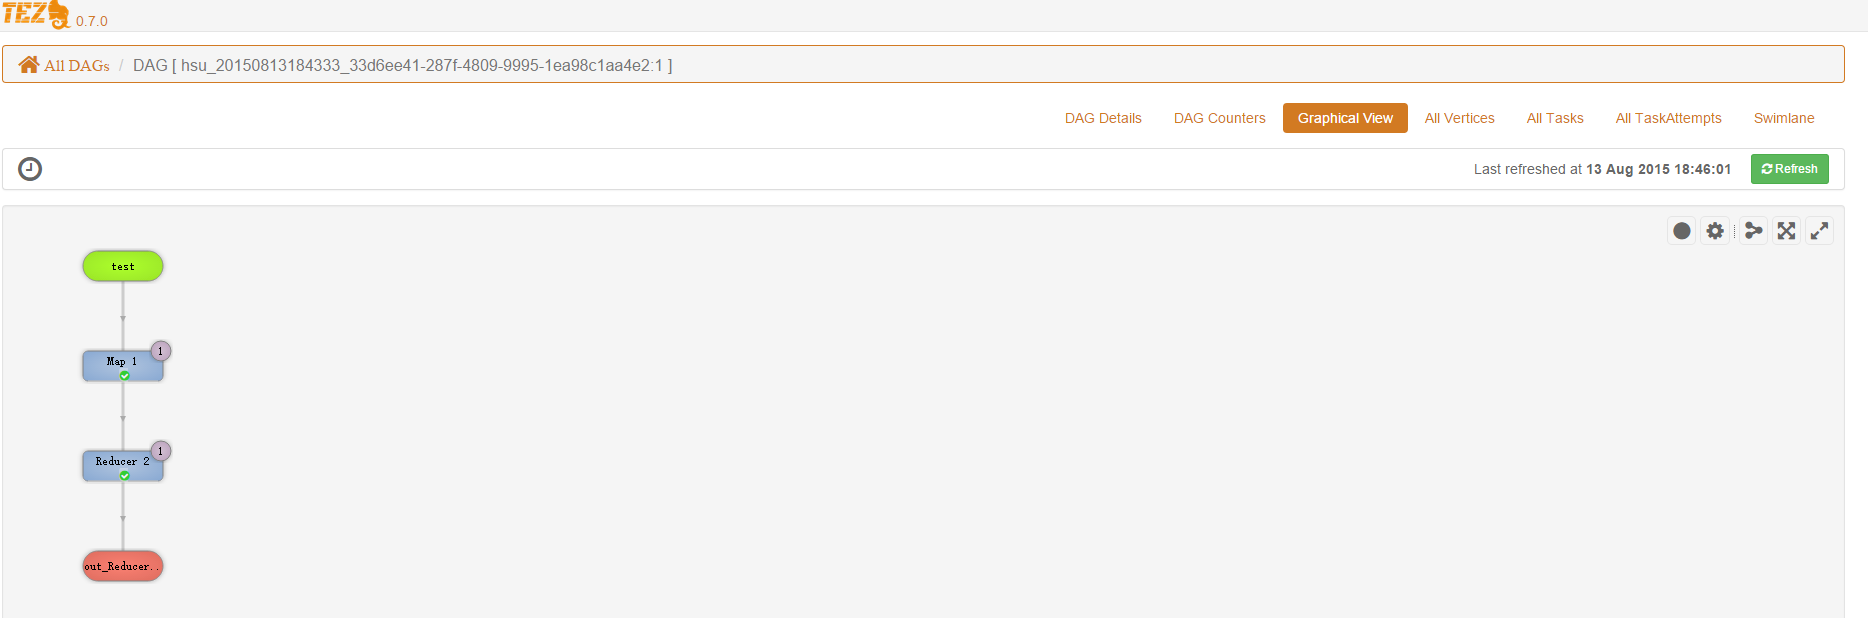 TEZ 0.7.0
All DAGs / DAG [ hsu_20150813184333_33d6ee41-287f-4809-9995-1ea98c1aa4e2:1 ]
DAG Details DAG Counters Graphical View All Vertices All Tasks All TaskAttempts Swimlane
Last refreshed at 13 Aug 2015 18:46:01 Refresh
test
1
Map 1
1
Reducer 2
out_Reducer..